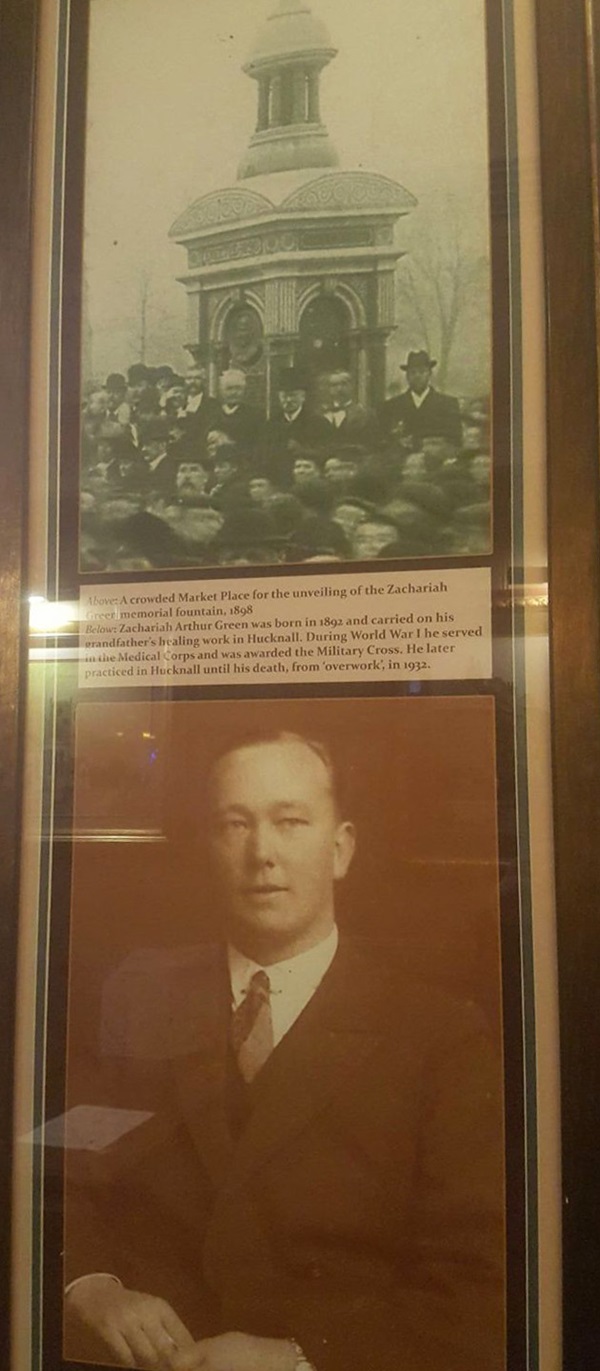 Above: A crowded Market Place for the unveiling of the Zachariah
Green memorial fountain, 1898
Below: Zachariah Arthur Green was born in 1892 and carried on his
grandfather's healing work in Hucknall. During World War I he served
in the Medical Corps and was awarded the Military Cross. He later
practiced in Hucknall until his death, from 'overwork', in 1932.